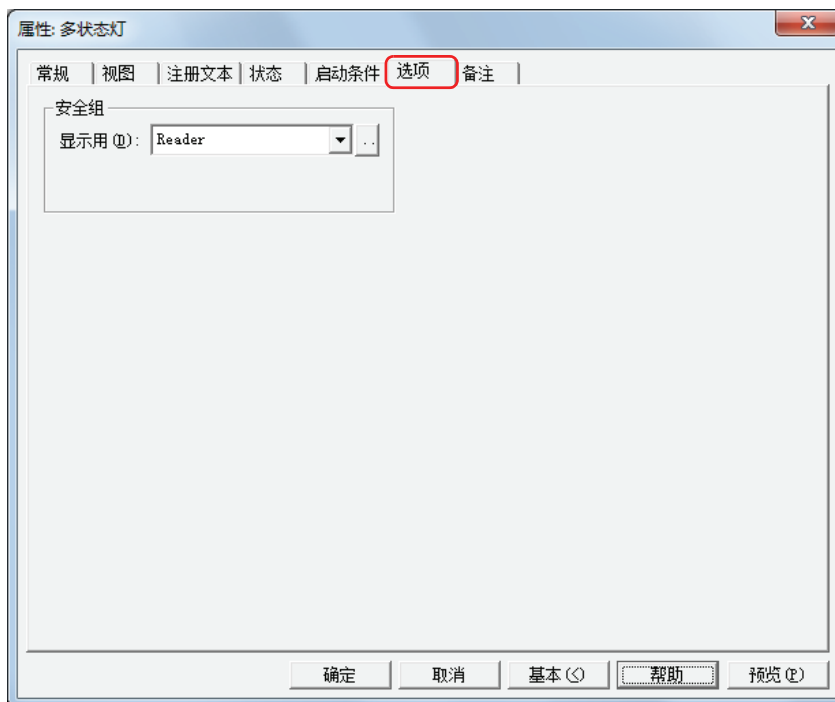 属性: 多状态灯
常规 视图 注册文本 状态 启动条件 选项 备注
安全组
显示用(D): Reader ..
确定 取消 基本(<) 帮助 预览(P)